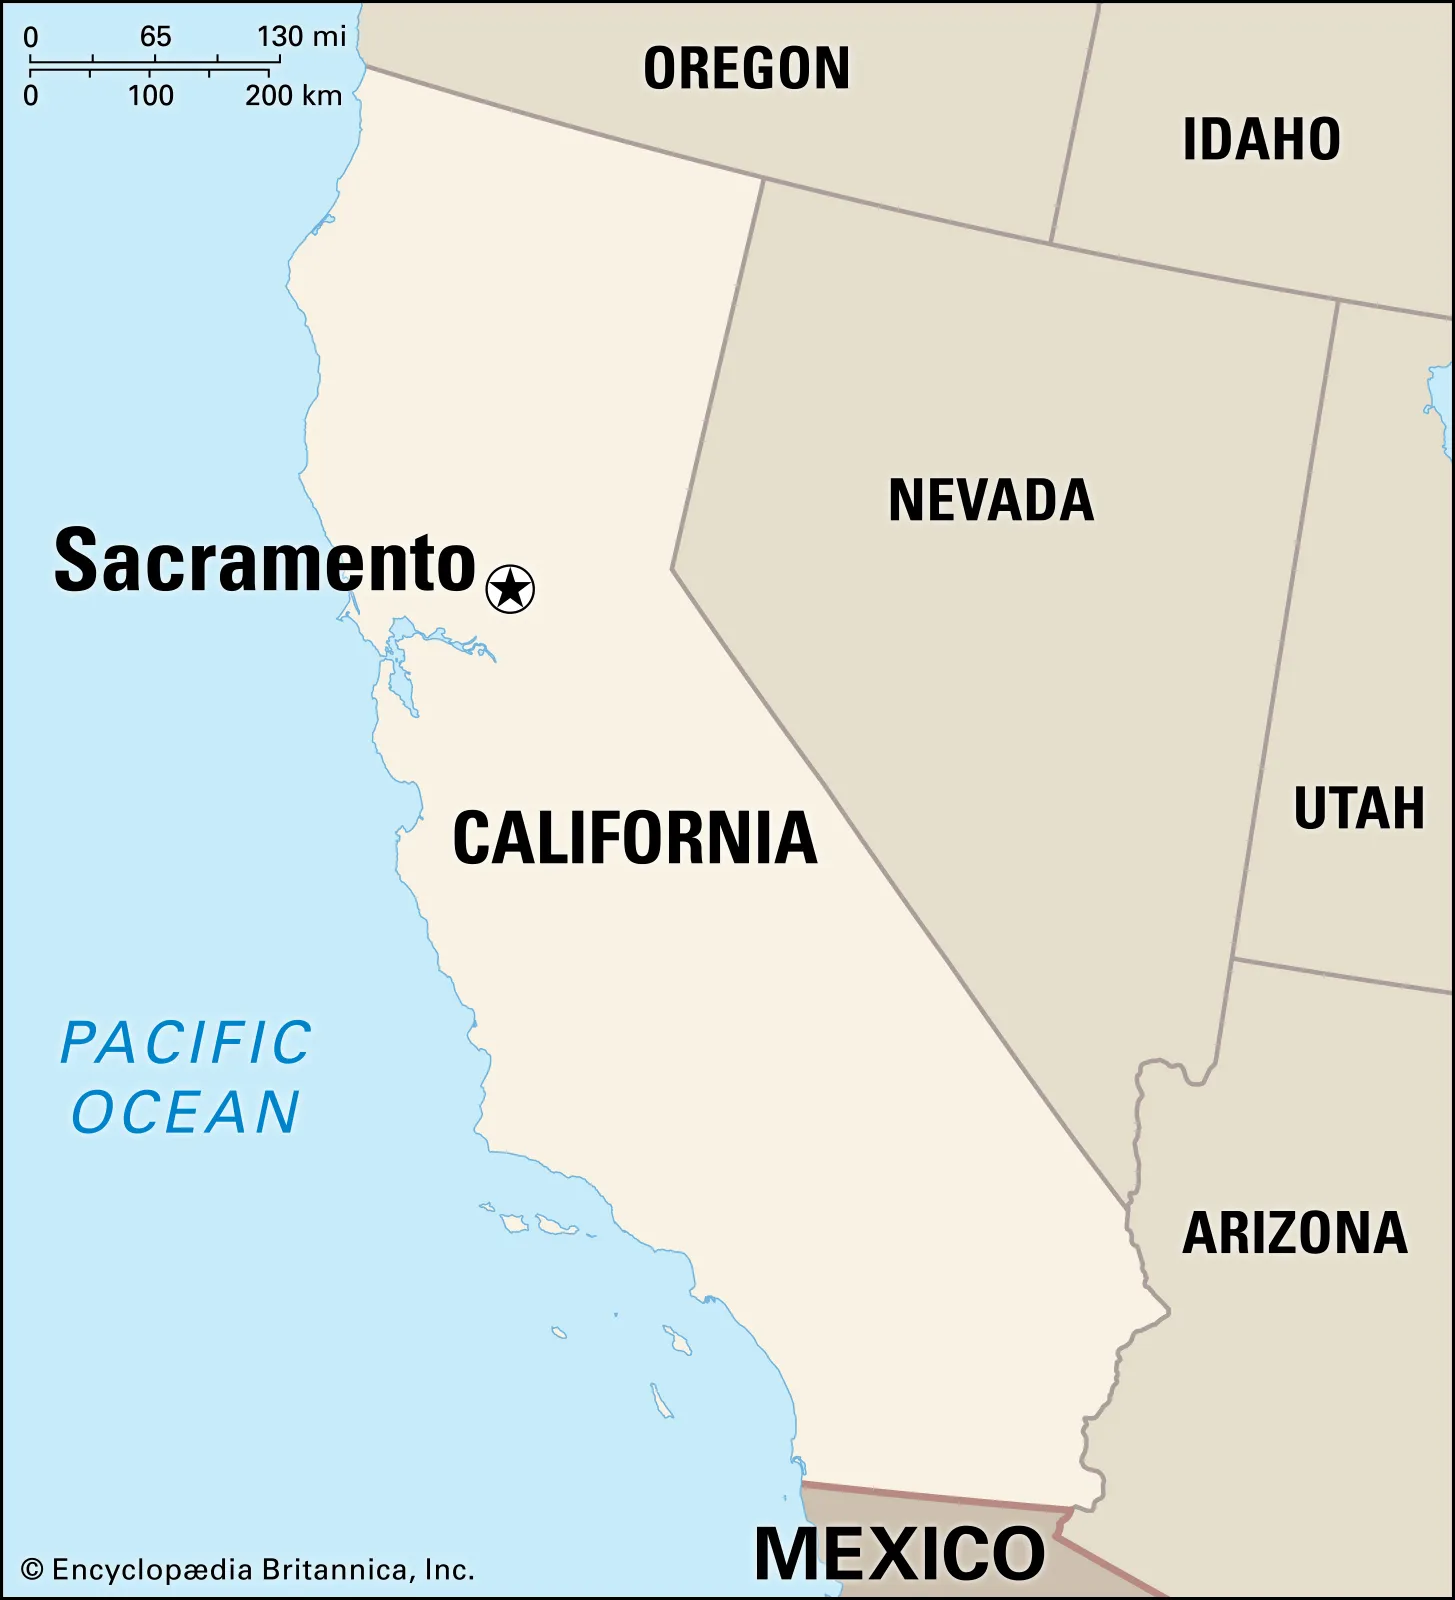 0 65 130 mi
0 100 200 km
OREGON
IDAHO
NEVADA
Sacramento
UTAH
CALIFORNIA
PACIFIC
OCEAN
ARIZONA
MEXICO
© Encyclopædia Britannica, Inc.